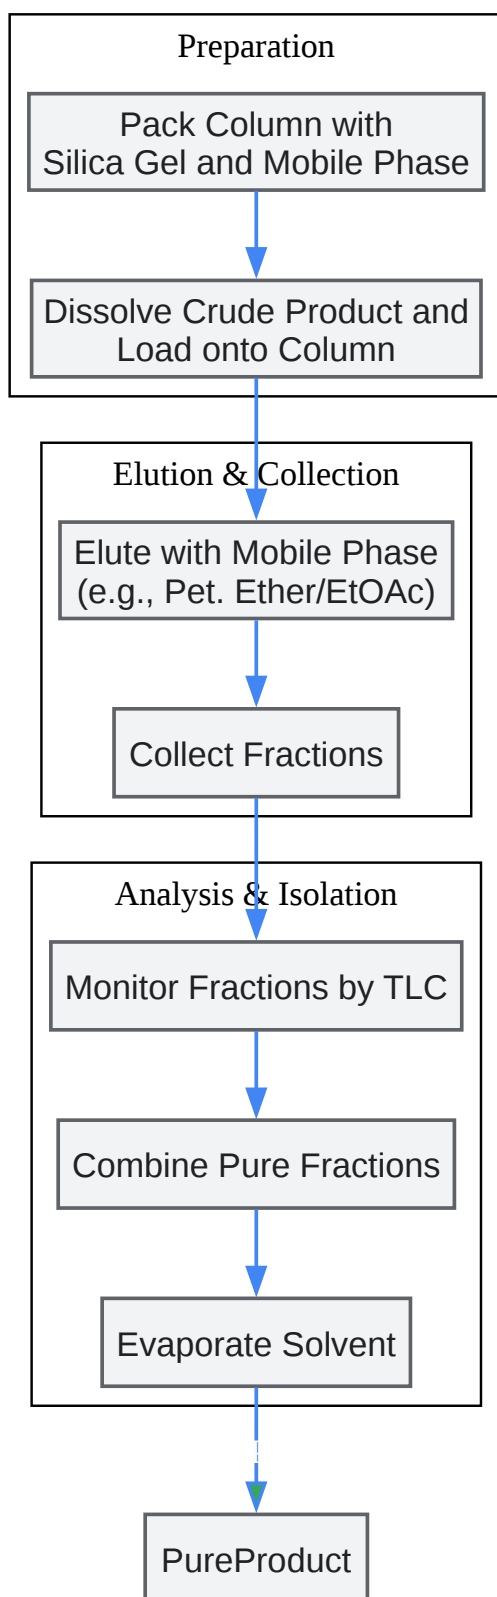 Preparation
Pack Column with
Silica Gel and Mobile Phase
Dissolve Crude Product and
Load onto Column
Elution & Collection
Elute with Mobile Phase
(e.g., Pet. Ether/EtOAc)
Collect Fractions
Analysis & Isolation
Monitor Fractions by TLC
Combine Pure Fractions
Evaporate Solvent
PureProduct